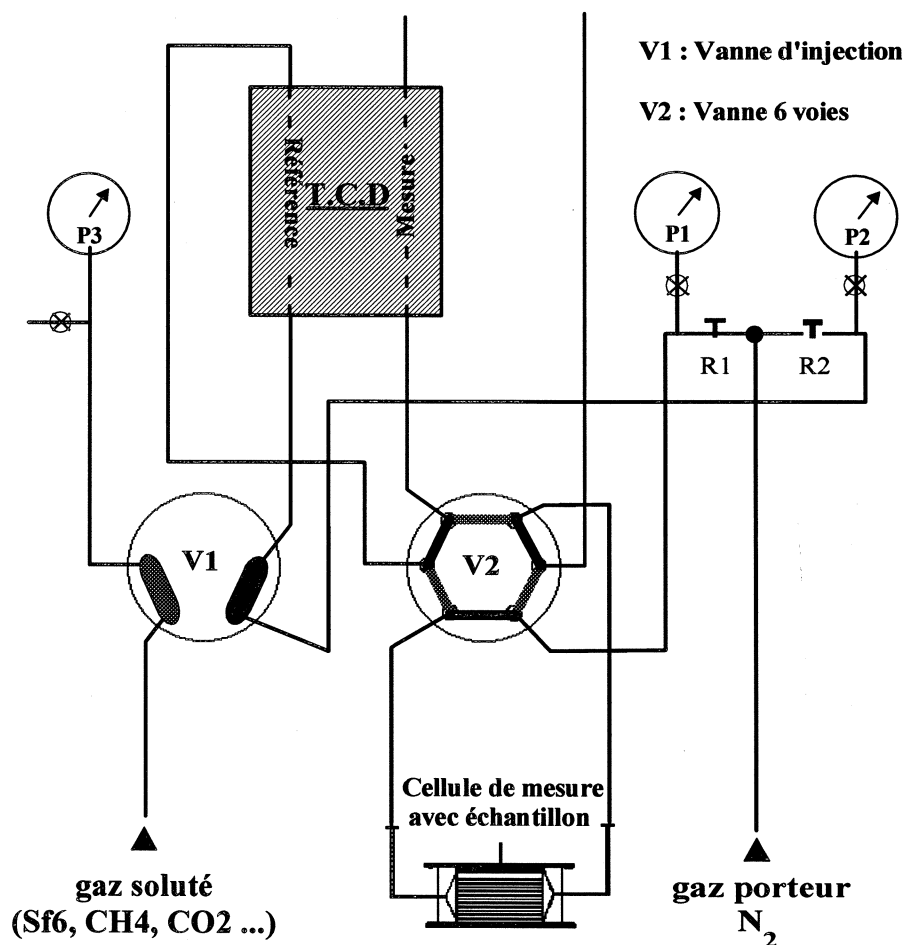 V1 : Vanne d'injection
V2 : Vanne 6 voies
Référence
T.C.D
Mesure
P3
P1
P2
R1
R2
V1
V2
Cellule de mesure
avec échantillon
gaz soluté
(Sf6, CH4, CO2 ...)
gaz porteur
N2